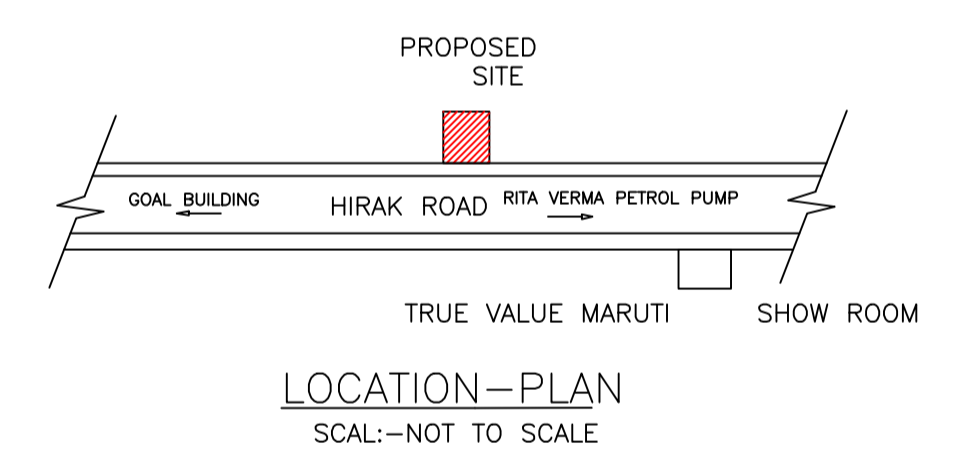 PROPOSED
SITE
GOAL BUILDING
HIRAK ROAD
RITA VERMA PETROL PUMP
TRUE VALUE MARUTI SHOW ROOM
LOCATION-PLAN
SCAL:-NOT TO SCALE